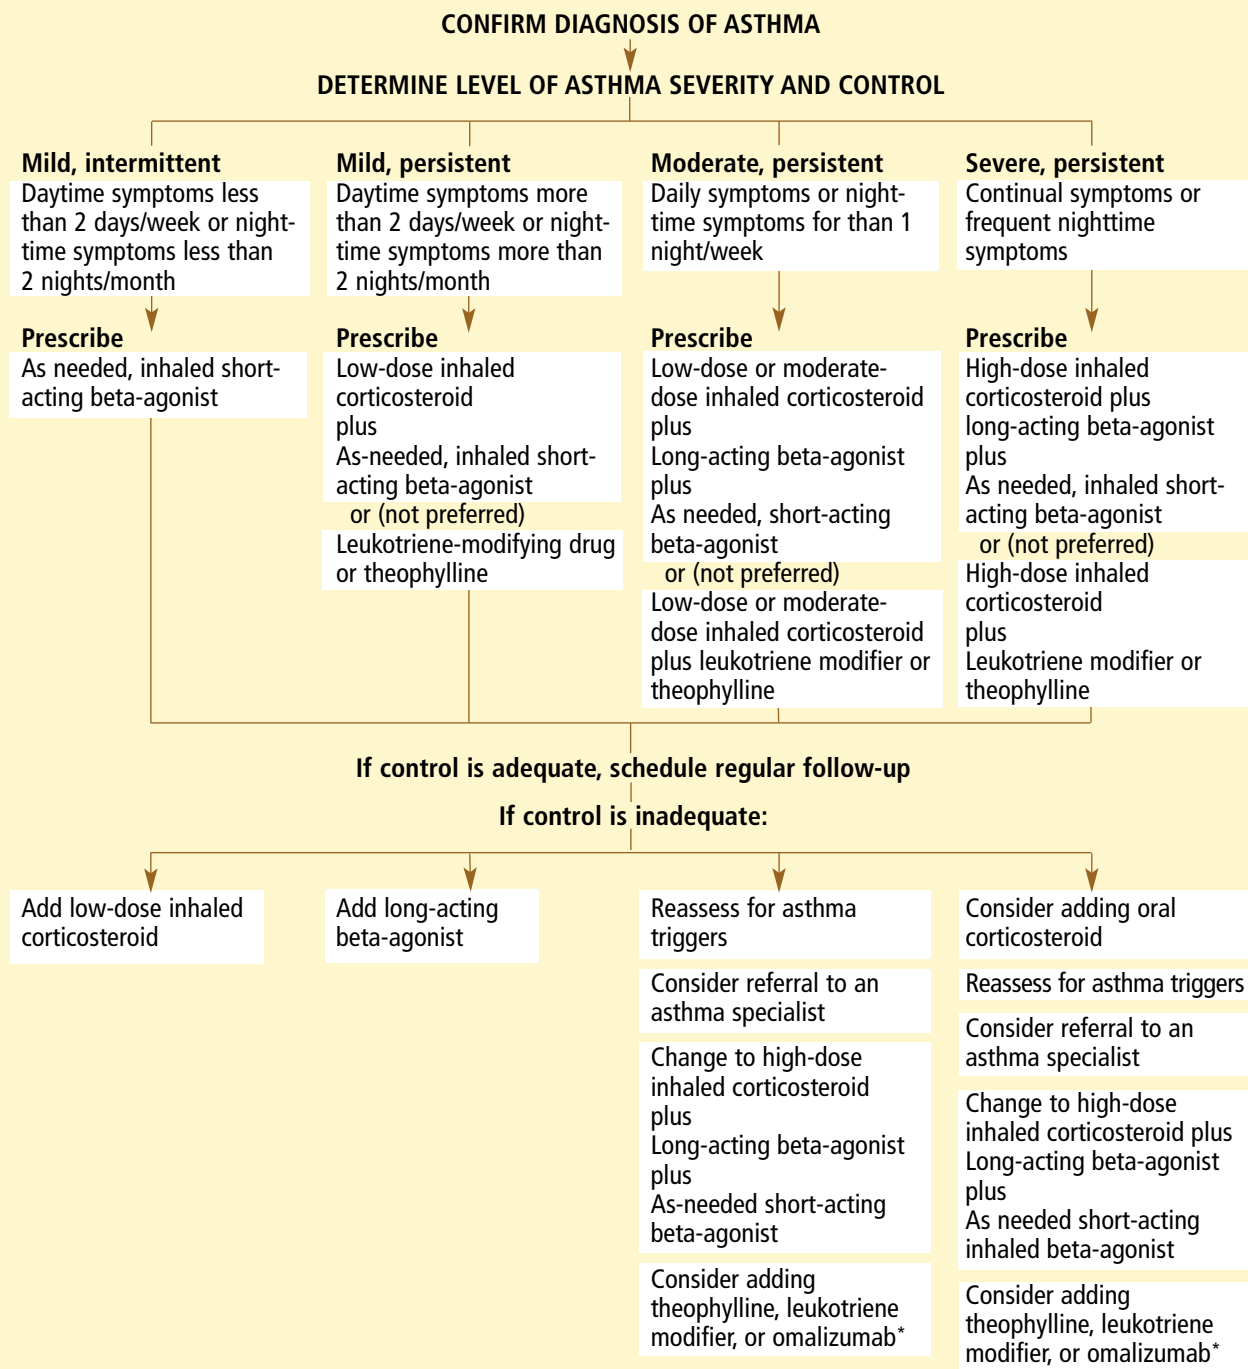 CONFIRM DIAGNOSIS OF ASTHMA
DETERMINE LEVEL OF ASTHMA SEVERITY AND CONTROL
Mild, intermittent
Daytime symptoms less
than 2 days/week or night-
time symptoms less than
2 nights/month
Prescribe
As needed, inhaled short-
acting beta-agonist
Mild, persistent
Daytime symptoms more
than 2 days/week or night-
time symptoms more than
2 nights/month
Prescribe
Low-dose inhaled
corticosteroid
plus
As-needed, inhaled short-
acting beta-agonist
or (not preferred)
Leukotriene-modifying drug
or theophylline
Moderate, persistent
Daily symptoms or night-
time symptoms for than 1
night/week
Prescribe
Low-dose or moderate-
dose inhaled corticosteroid
plus
Long-acting beta-agonist
plus
As needed, short-acting
beta-agonist
or (not preferred)
Low-dose or moderate-
dose inhaled corticosteroid
plus leukotriene modifier or
theophylline
Severe, persistent
Continual symptoms or
frequent nighttime
symptoms
Prescribe
High-dose inhaled
corticosteroid plus
long-acting beta-agonist
plus
As needed, inhaled short-
acting beta-agonist
or (not preferred)
High-dose inhaled
corticosteroid
plus
Leukotriene modifier or
theophylline
If control is adequate, schedule regular follow-up
If control is inadequate:
Add low-dose inhaled
corticosteroid
Add long-acting
beta-agonist
Reassess for asthma
triggers
Consider referral to an
asthma specialist
Change to high-dose
inhaled corticosteroid
plus
Long-acting beta-agonist
plus
As-needed short-acting
beta-agonist
Consider adding
theophylline, leukotriene
modifier, or omalizumab*
Consider adding oral
corticosteroid
Reassess for asthma triggers
Consider referral to an
asthma specialist
Change to high-dose
inhaled corticosteroid plus
Long-acting beta-agonist
plus
As needed short-acting
inhaled beta-agonist
Consider adding
theophylline, leukotriene
modifier, or omalizumab*